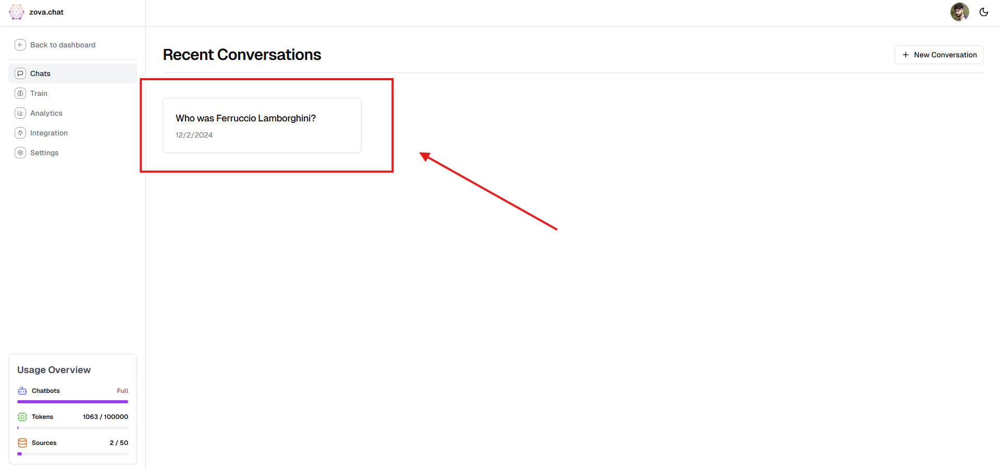 zova.chat
Back to dashboard
Chats
Train
Analytics
Integration
Settings
Recent Conversations
New Conversation
Who was Ferruccio Lamborghini?
12/2/2024
Usage Overview
Chatbots Full
Tokens 1063 / 100000
Sources 2 / 50